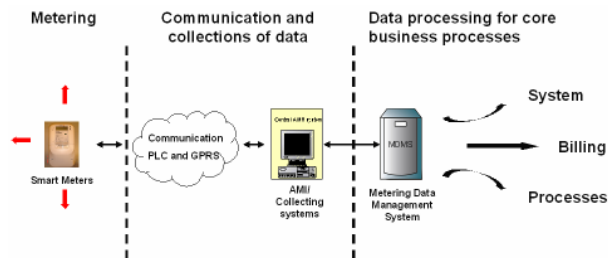 Metering
Communication and
collections of data
Data processing for core
business processes
Communication
PLC and GPRS
Smart Meters
AMI/
Collecting
systems
MDMS
Metering Data
Management
System
System
Billing
Processes